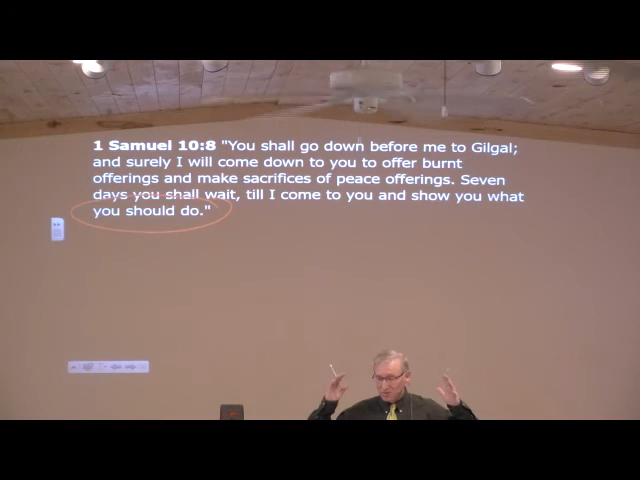 1 Samuel 10:8 "You shall go down before me to Gilgal;
and surely I will come down to you to offer burnt
offerings and make sacrifices of peace offerings. Seven
days you shall wait, till I come to you and show you what
you should do."